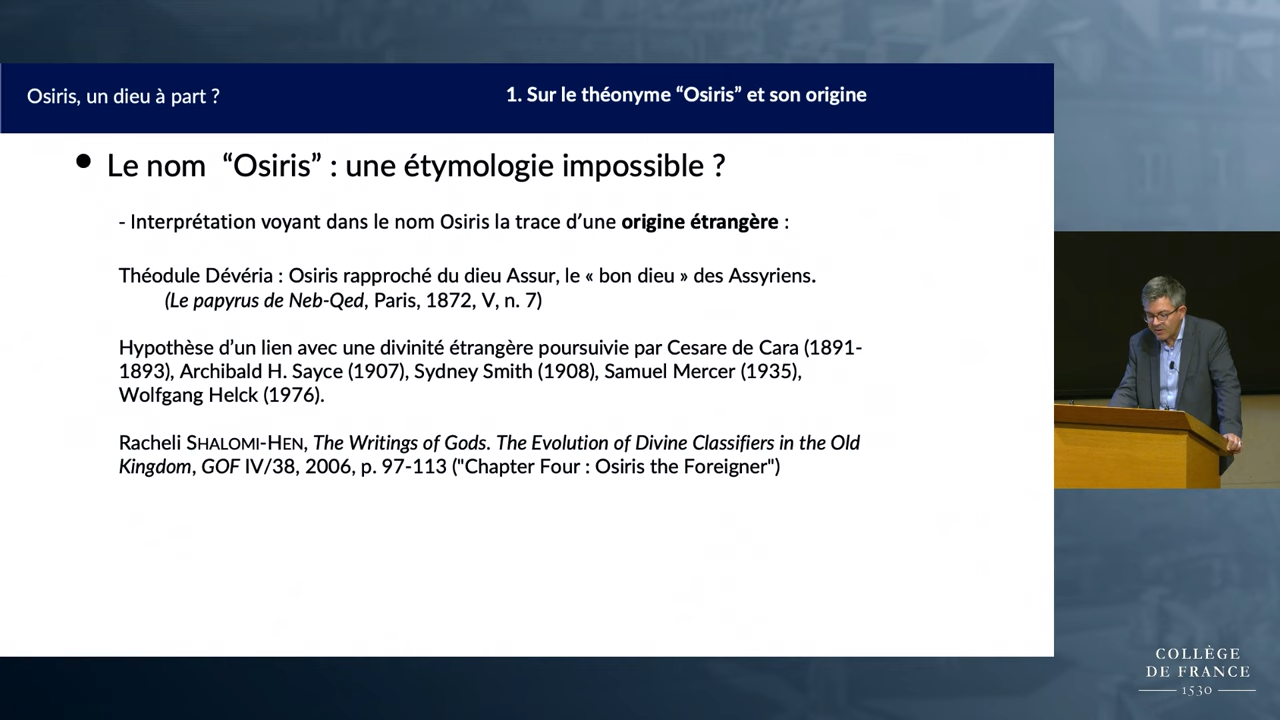 Osiris, un dieu à part ?
1. Sur le théonyme “Osiris” et son origine
• Le nom “Osiris” : une étymologie impossible ?
- Interprétation voyant dans le nom Osiris la trace d’une origine étrangère :
Théodule Dévéria : Osiris rapproché du dieu Assur, le « bon dieu » des Assyriens.
(Le papyrus de Neb-Qed, Paris, 1872, V, n. 7)
Hypothèse d’un lien avec une divinité étrangère poursuivie par Cesare de Cara (1891-
1893), Archibald H. Sayce (1907), Sydney Smith (1908), Samuel Mercer (1935),
Wolfgang Helck (1976).
Racheli SHALOMI-HEN, The Writings of Gods. The Evolution of Divine Classifiers in the Old
Kingdom, GOF IV/38, 2006, p. 97-113 ("Chapter Four : Osiris the Foreigner")
COLLÈGE
DE FRANCE
1530